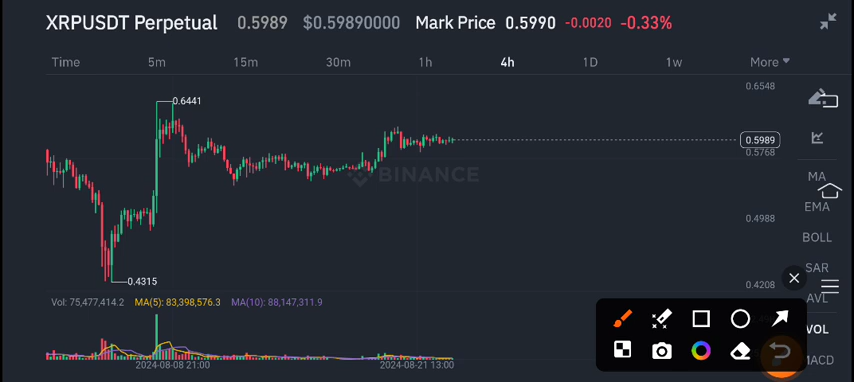 XRPUSDT Perpetual 0.5989 $0.59890000 Mark Price 0.5990 -0.0020 -0.33%
Time 5m 15m 30m 1h 4h 1D 1w More
0.6548
0.6441
0.5989
0.5768
BINANCE
MA
EMA
0.4988
BOLL
SAR
0.4315
0.4208
AVL
Vol: 75,477,414.2 MA(5): 83,398,576.3 MA(10): 88,147,311.9
VOL
MACD
2024-08-08 21:00 2024-08-21 13:00